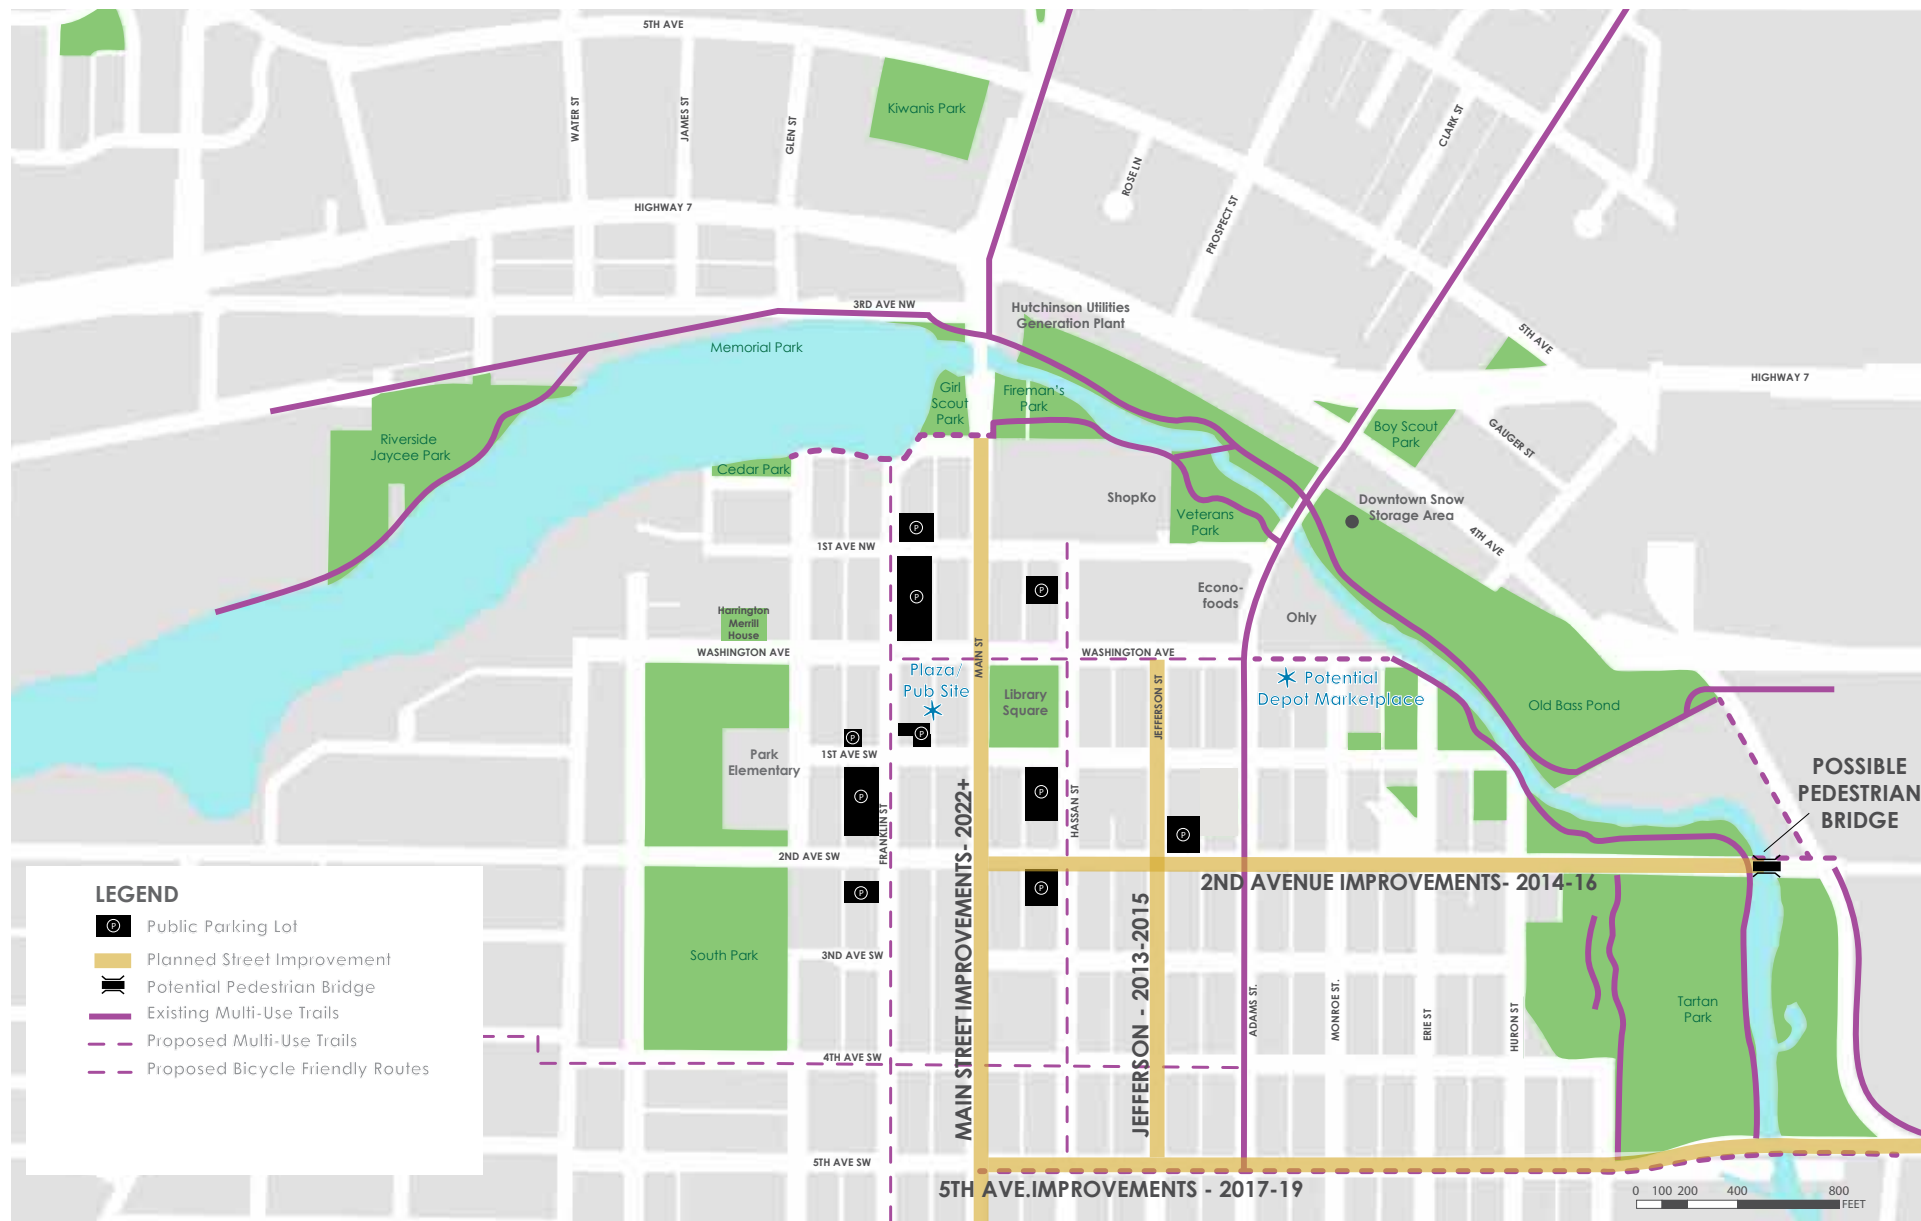 5TH AVE
Kiwanis Park
WATER ST
JAMES ST
GLEN ST
CLARK ST
ROSE LN
PROSPECT ST
HIGHWAY 7
3RD AVE NW
Hutchinson Utilities
Generation Plant
Memorial Park
5TH AVE
HIGHWAY 7
Girl
Scout
Park
Fireman's
Park
Riverside
Jaycee Park
Boy Scout
Park
GAUGER ST
Cedar Park
ShopKo
Veterans
Park
Downtown Snow
Storage Area
4TH AVE
1ST AVE NW
P
P
P
Econo-
foods
Ohly
Harrington
Merrill
House
WASHINGTON AVE
WASHINGTON AVE
MAIN ST
Plaza/
Pub Site
Library
Square
JEFFERSON ST
Potential
Depot Marketplace
Old Bass Pond
P
P
1ST AVE SW
Park
Elementary
POSSIBLE
PEDESTRIAN
BRIDGE
P
P
P
HASSAN ST
FRANKLIN ST
2ND AVE SW
2ND AVENUE IMPROVEMENTS- 2014-16
P
P
MAIN STREET IMPROVEMENTS- 2022+
JEFFERSON - 2013-2015
LEGEND
P
Public Parking Lot
Planned Street Improvement
Potential Pedestrian Bridge
Existing Multi-Use Trails
Proposed Multi-Use Trails
Proposed Bicycle Friendly Routes
South Park
3ND AVE SW
ADAMS ST.
MONROE ST.
ERIE ST
HURON ST
Tartan
Park
4TH AVE SW
5TH AVE SW
5TH AVE.IMPROVEMENTS - 2017-19
0 100 200 400 800
FEET